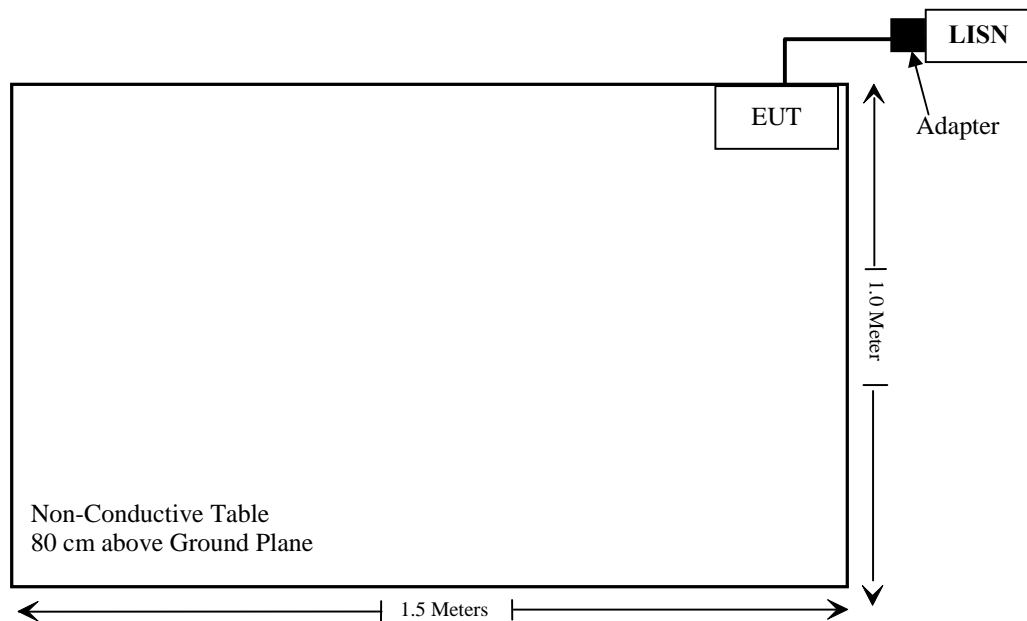 LISN
EUT
Adapter
1.0 Meter
Non-Conductive Table
80 cm above Ground Plane
1.5 Meters